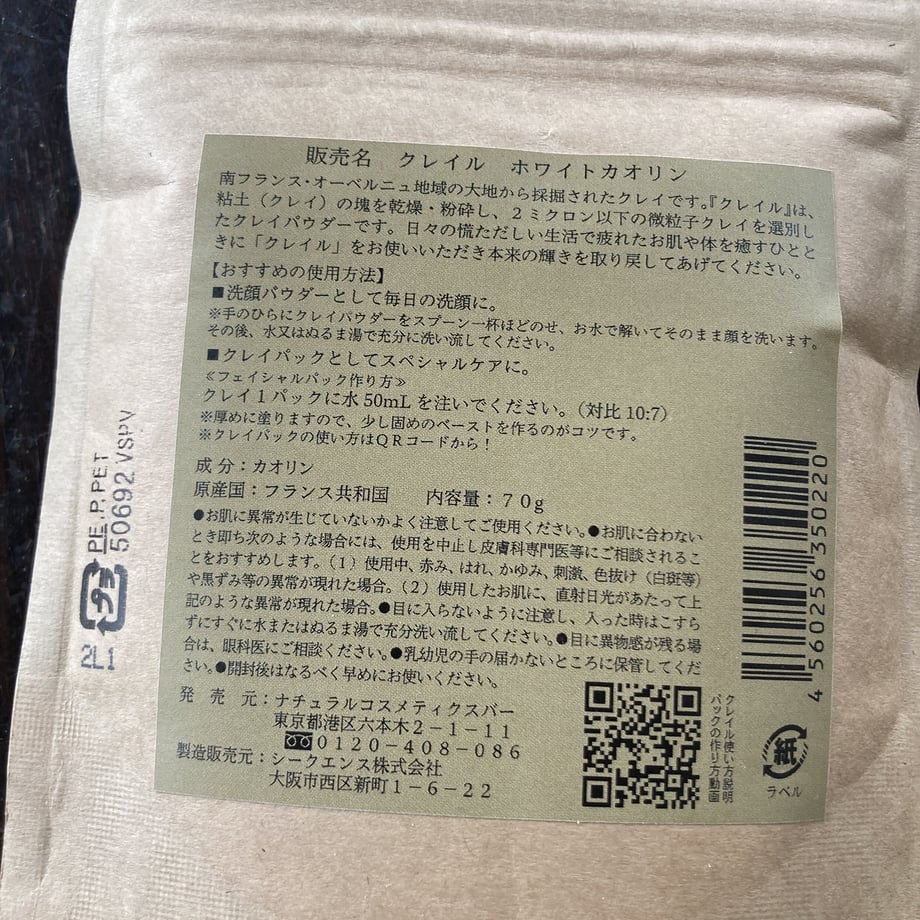 販売名 クレイル ホワイトカオリン
南フランス・オーベルニュ地域の大地から採掘されたクレイです。『クレイル』は、
粘土（クレイ）の塊を乾燥・粉砕し、２ミクロン以下の微粒子クレイを選別し
たクレイパウダーです。日々の慌ただしい生活で疲れたお肌や体を癒すひとと
きに「クレイル」をお使いいただき本来の輝きを取り戻してあげてください。
【おすすめの使用方法】
■洗顔パウダーとして毎日の洗顔に。
※手のひらにクレイパウダーをスプーン一杯ほどのせ、お水で解いてそのまま顔を洗います。
その後、水又はぬるま湯で充分に洗い流してください。
■クレイパックとしてスペシャルケアに。
≪フェイシャルパック作り方≫
クレイ１パックに水 50mL を注いでください。（対比 10:7）
※厚めに塗りますので、少し固めのペーストを作るのがコツです。
※クレイパックの使い方はＱＲコードから！
成分：カオリン
原産国：フランス共和国 内容量：７０g
●お肌に異常が生じていないかよく注意してご使用ください。●お肌に合わない
とき即ち次のような場合には、使用を中止し皮膚科専門医等にご相談されるこ
とをおすすめします。（１）使用中、赤み、はれ、かゆみ、刺激、色抜け（白斑等）
や黒ずみ等の異常が現れた場合。（２）使用したお肌に、直射日光があたって上
記のような異常が現れた場合。●目に入らないように注意し、入った時はこすら
ずにすぐに水またはぬるま湯で充分洗い流してください。●目に異物感が残る場
合は、眼科医にご相談ください。●乳幼児の手の届かないところに保管してくだ
さい。●開封後はなるべく早めにお使いください。
発売元：ナチュラルコスメティクスバー
東京都港区六本木２－１－１１
０１２０－４０８－０８６
製造販売元：シークエンス株式会社
大阪市西区新町１－６－２２
クレイル使い方説明
パックの作り方動画
4 560256 350220
紙
ラベル
PE,P,PET
50692 VSPV
プラ
2L1